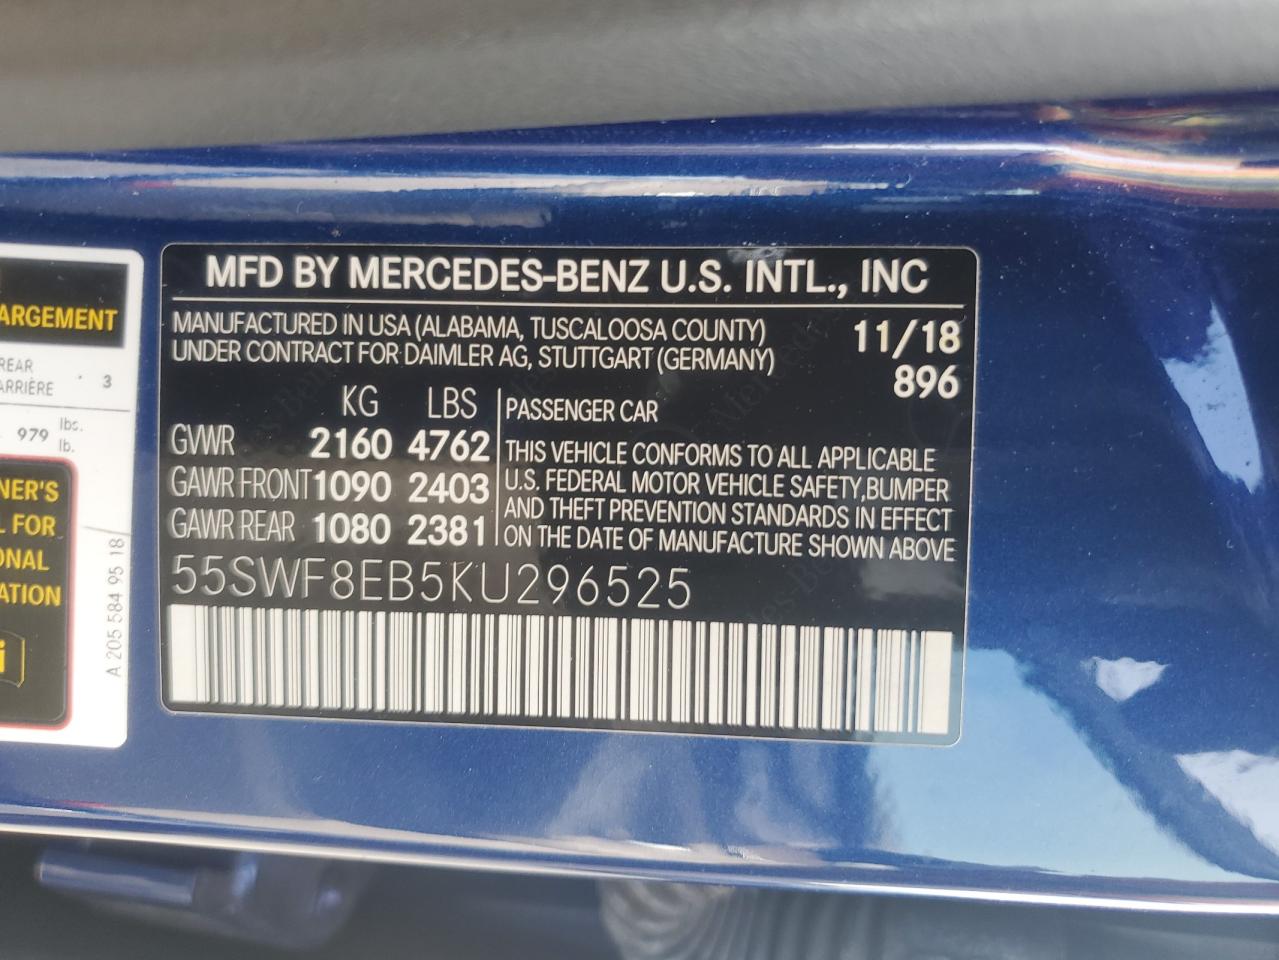 ARGEMENT
REAR
ARRIÈRE
3
979 lbs.
lb.
NER'S
L FOR
ONAL
ATION
i
A 205 584 95 18
MFD BY MERCEDES-BENZ U.S. INTL., INC
MANUFACTURED IN USA (ALABAMA, TUSCALOOSA COUNTY) 11/18
UNDER CONTRACT FOR DAIMLER AG, STUTTGART (GERMANY) 896
KG LBS
GVWR 2160 4762
GAWR FRONT 1090 2403
GAWR REAR 1080 2381
PASSENGER CAR
THIS VEHICLE CONFORMS TO ALL APPLICABLE
U.S. FEDERAL MOTOR VEHICLE SAFETY, BUMPER
AND THEFT PREVENTION STANDARDS IN EFFECT
ON THE DATE OF MANUFACTURE SHOWN ABOVE
55SWF8EB5KU296525